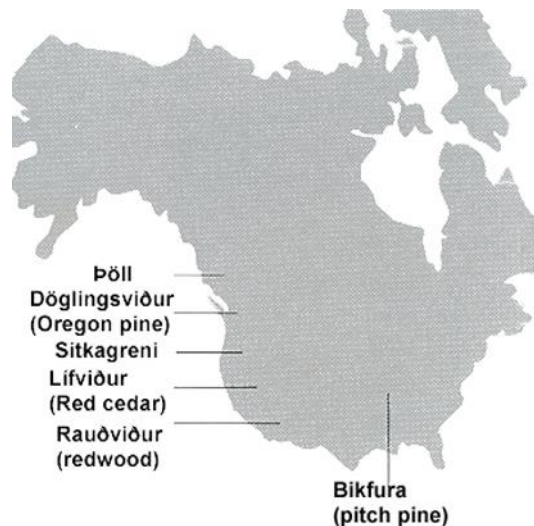 Þöll
Döglingsviður
(Oregon pine)
Sitkagreni
Lífviður
(Red cedar)
Rauðviður
(redwood)
Bikfura
(pitch pine)